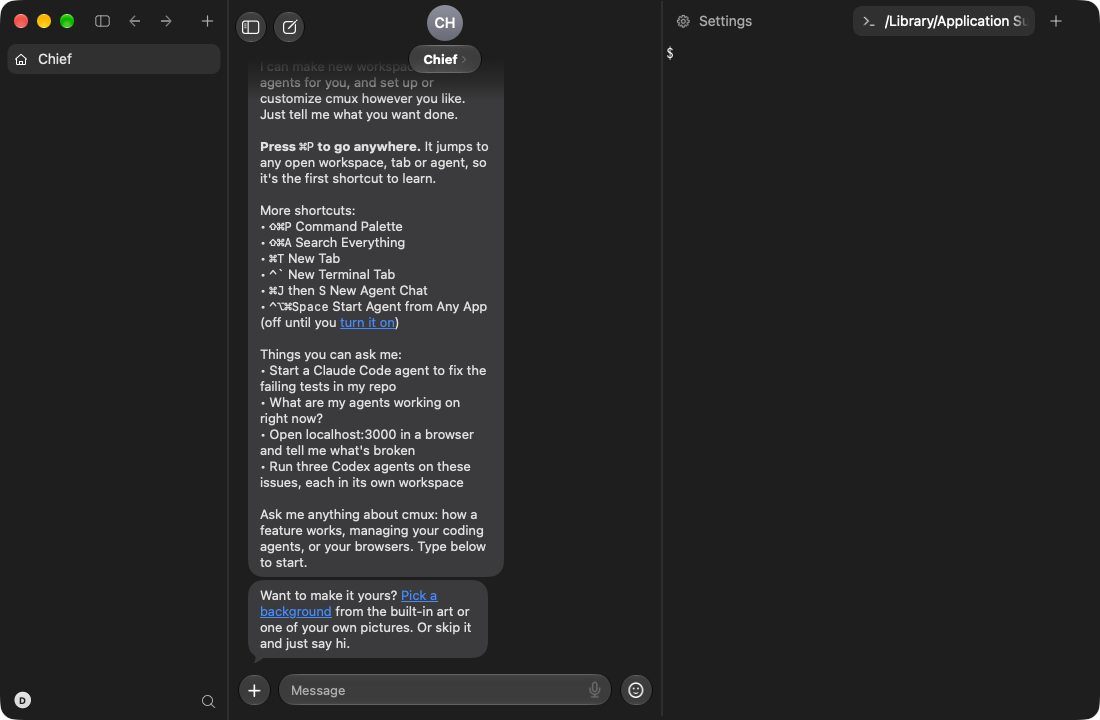 CH
Settings
/Library/Application Su
Chief
Chief
I can make new workspac
agents for you, and set up or
customize cmux however you like.
Just tell me what you want done.
Press ⌘P to go anywhere. It jumps to
any open workspace, tab or agent, so
it's the first shortcut to learn.
More shortcuts:
• ⇧⌘P Command Palette
• ⇧⌘A Search Everything
• ⌘T New Tab
• ^` New Terminal Tab
• ⌘J then S New Agent Chat
• ^⌥⌘Space Start Agent from Any App
(off until you turn it on)
Things you can ask me:
• Start a Claude Code agent to fix the
failing tests in my repo
• What are my agents working on
right now?
• Open localhost:3000 in a browser
and tell me what's broken
• Run three Codex agents on these
issues, each in its own workspace
Ask me anything about cmux: how a
feature works, managing your coding
agents, or your browsers. Type below
to start.
Want to make it yours? Pick a
background from the built-in art or
one of your own pictures. Or skip it
and just say hi.
Message
D
$